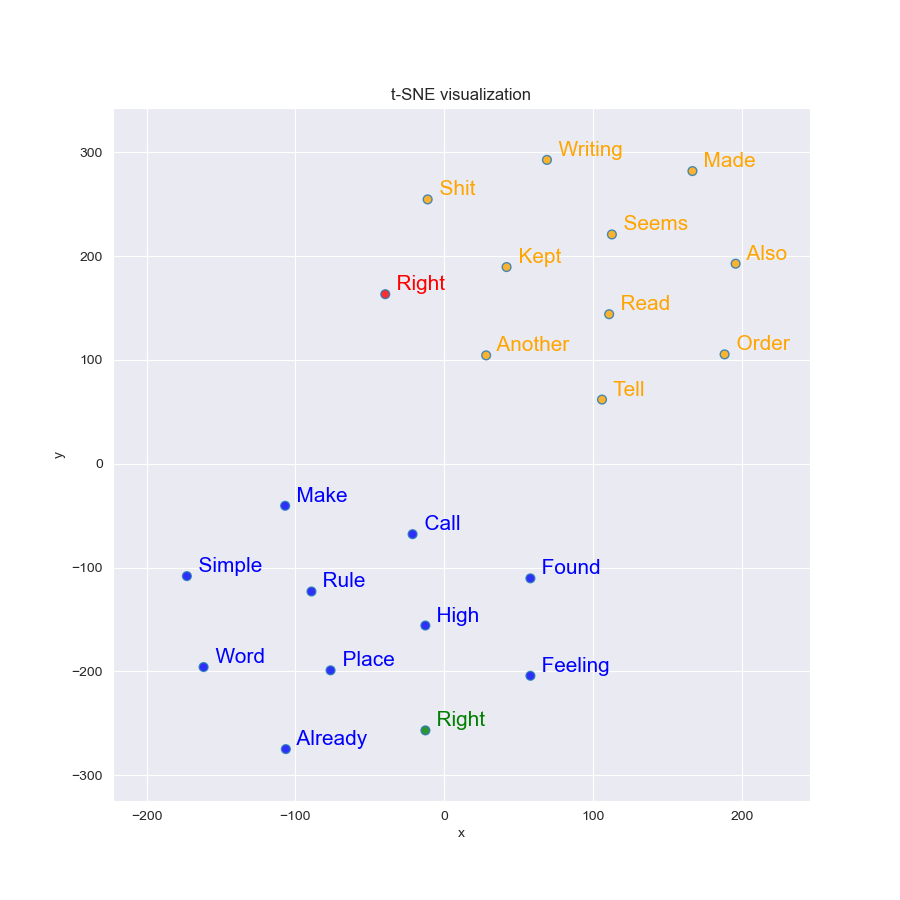 t-SNE visualization
300
200
100
0
−100
−200
−300
y
Writing
Made
Shit
Seems
Kept
Also
Right
Read
Another
Order
Tell
Make
Call
Simple
Rule
Found
High
Word
Place
Feeling
Right
Already
−200
−100
0
100
200
x